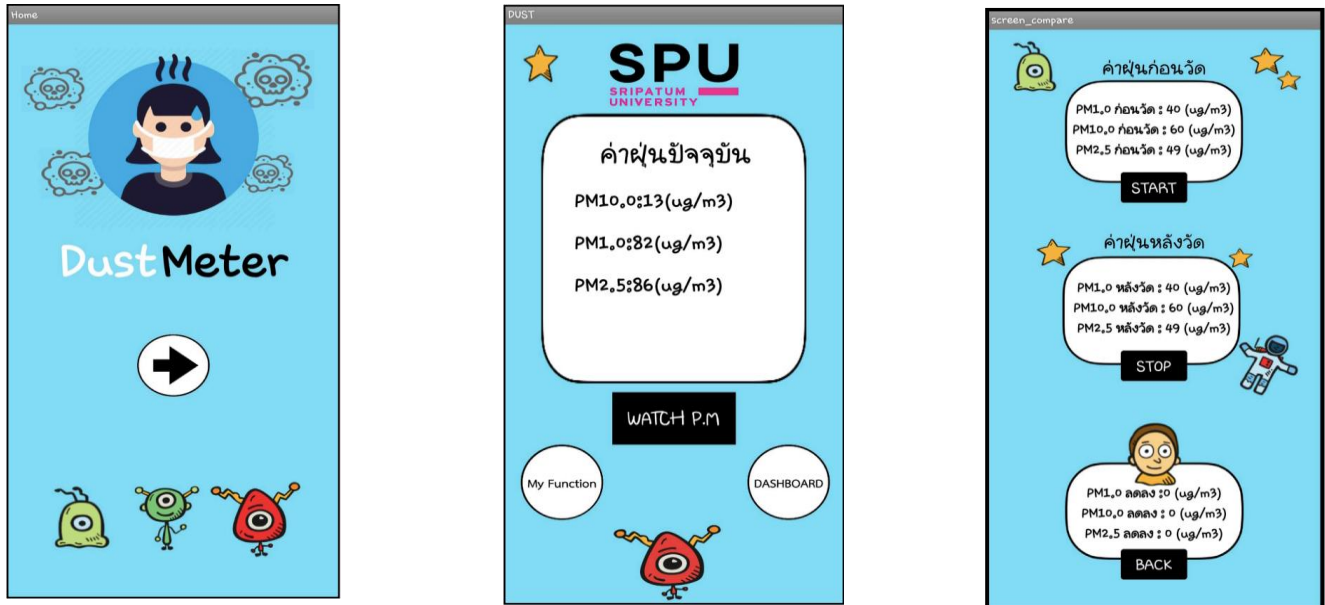 Home
DustMeter
DUST
SPU
SRIPATUM
UNIVERSITY
ค่าฝุ่นปัจจุบัน
PM10.0:13(ug/m3)
PM1.0:82(ug/m3)
PM2.5:86(ug/m3)
WATCH P.M
My Function
DASHBOARD
screen_compare
ค่าฝุ่นก่อนวัด
PM1.0 ก่อนวัด : 40 (ug/m3)
PM10.0 ก่อนวัด : 60 (ug/m3)
PM2.5 ก่อนวัด : 49 (ug/m3)
START
ค่าฝุ่นหลังวัด
PM1.0 หลังวัด : 40 (ug/m3)
PM10.0 หลังวัด : 60 (ug/m3)
PM2.5 หลังวัด : 49 (ug/m3)
STOP
PM1.0 ลดลง :0 (ug/m3)
PM10.0 ลดลง : 0 (ug/m3)
PM2.5 ลดลง : 0 (ug/m3)
BACK